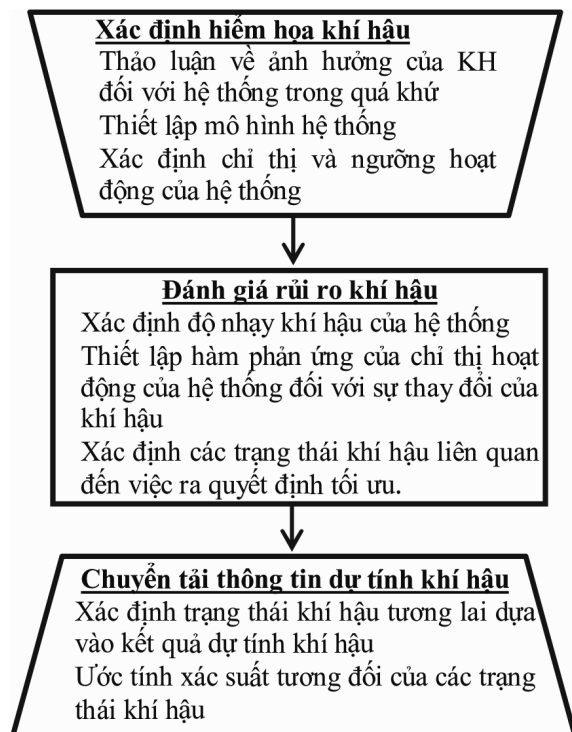 Xác định hiểm họa khí hậu
Thảo luận về ảnh hưởng của KH
đối với hệ thống trong quá khứ
Thiết lập mô hình hệ thống
Xác định chỉ thị và ngưỡng hoạt
động của hệ thống
Đánh giá rủi ro khí hậu
Xác định độ nhạy khí hậu của hệ thống
Thiết lập hàm phản ứng của chỉ thị hoạt
động của hệ thống đối với sự thay đổi của
khí hậu
Xác định các trạng thái khí hậu liên quan
đến việc ra quyết định tối ưu.
Chuyển tải thông tin dự tính khí hậu
Xác định trạng thái khí hậu tương lai dựa
vào kết quả dự tính khí hậu
Ước tính xác suất tương đối của các trạng
thái khí hậu